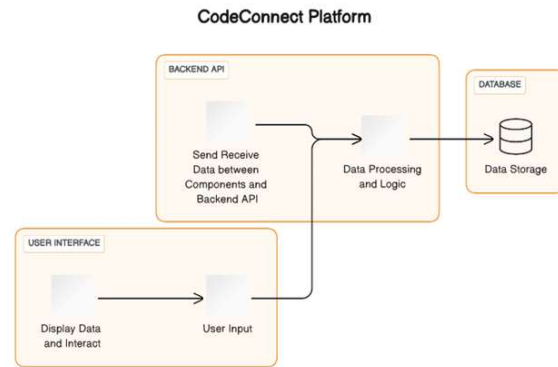 CodeConnect Platform
BACKEND API
DATABASE
Send Receive
Data between
Components and
Backend API
Data Processing
and Logic
Data Storage
USER INTERFACE
Display Data
and Interact
User Input